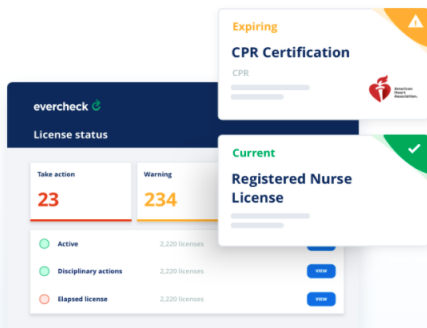 Expiring
CPR Certification
CPR
American
Heart
Association.
evercheck
License status
Current
Registered Nurse
License
Take action
23
Warning
234
Active
2,220 licenses
Disciplinary actions
2,220 licenses
VIEW
Elapsed license
2,220 licenses
VIEW